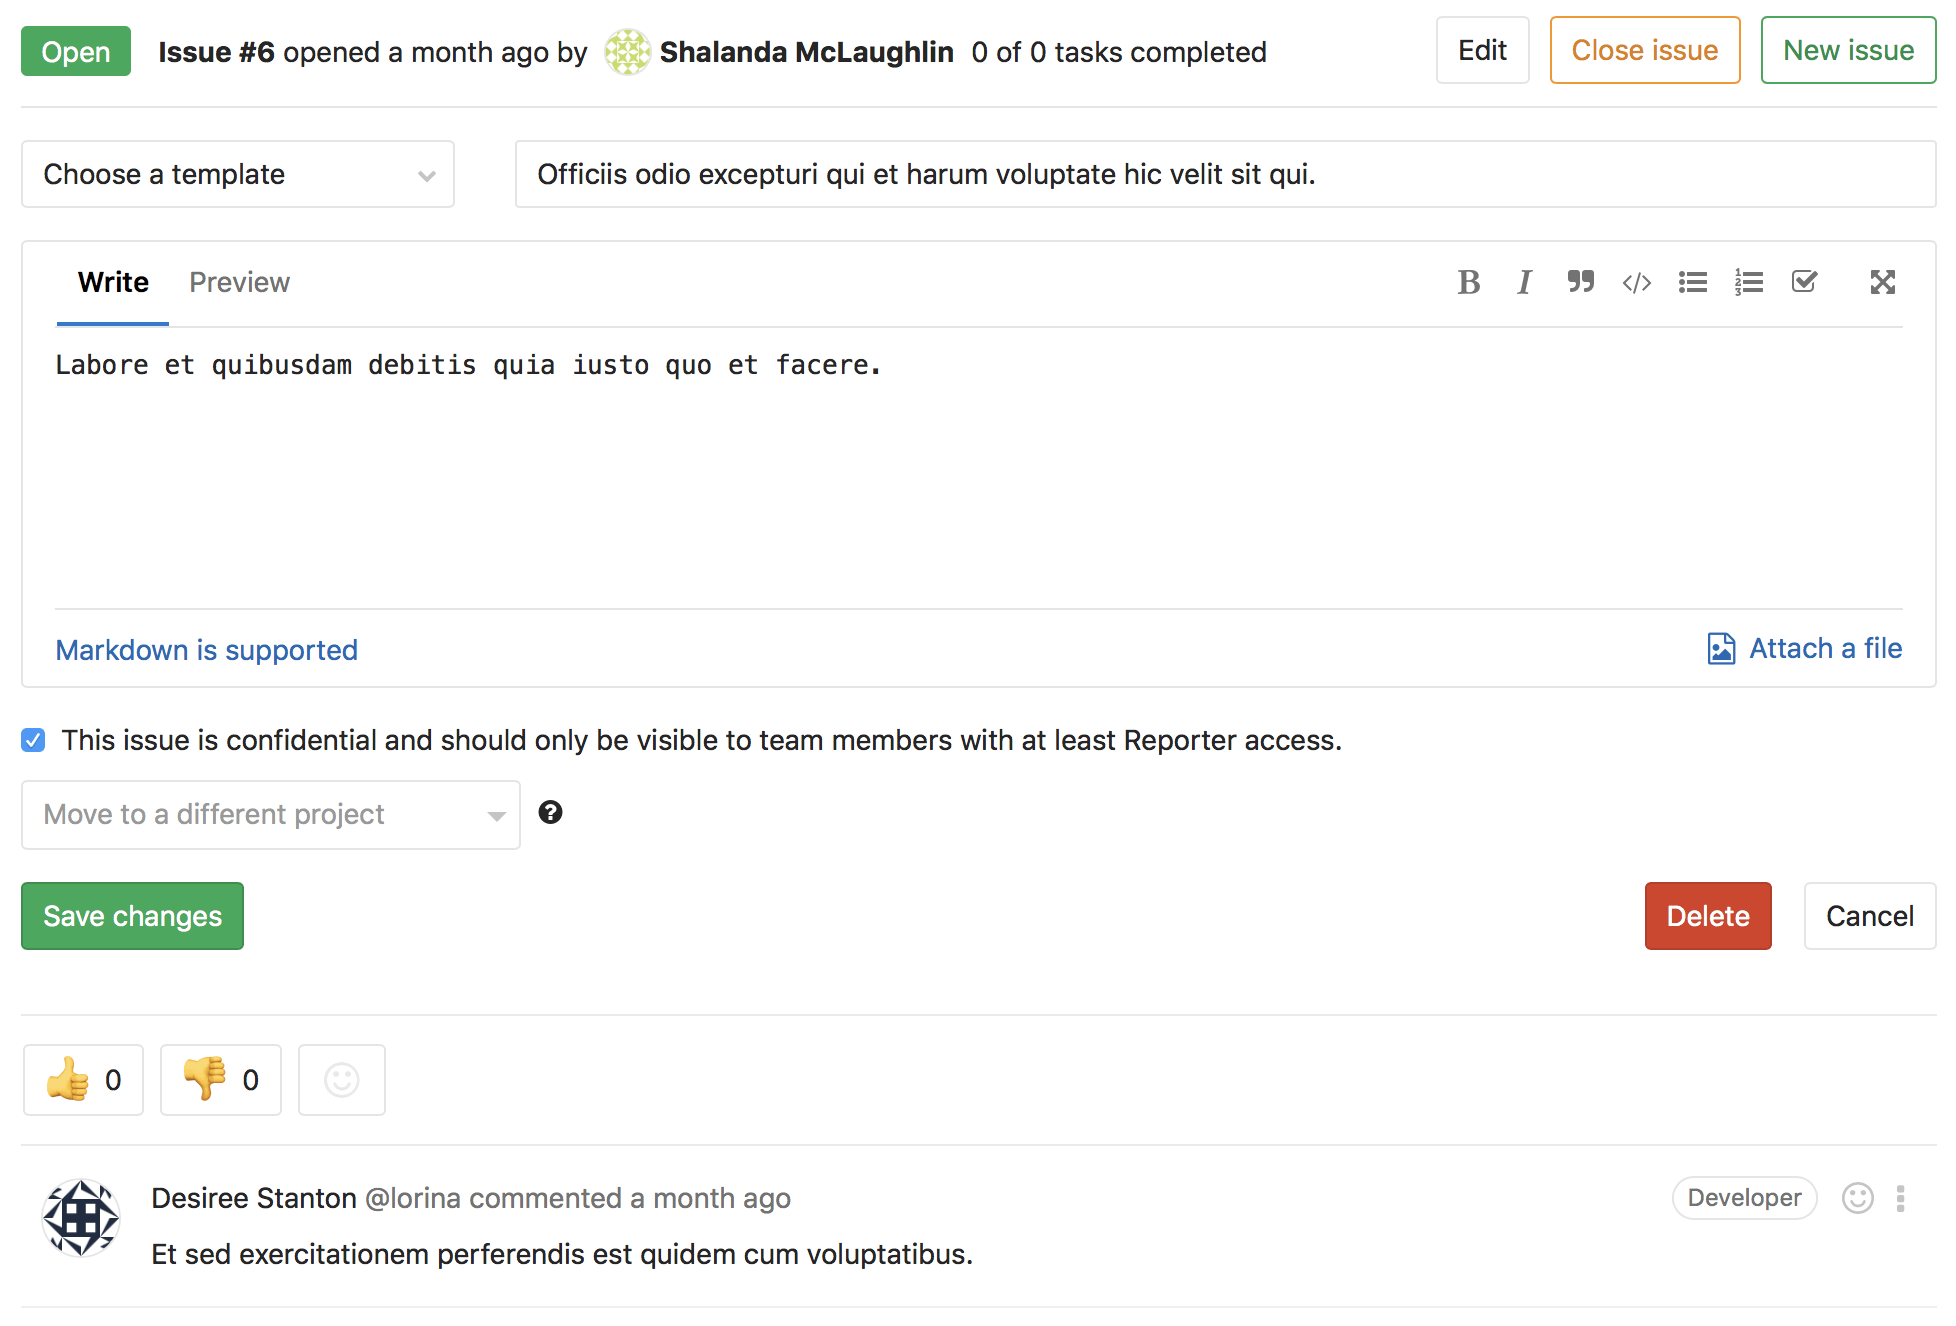 Open Issue #6 opened a month ago by Shalanda McLaughlin 0 of 0 tasks completed Edit Close issue New issue
Choose a template Officiis odio excepturi qui et harum voluptate hic velit sit qui.
Write Preview
Labore et quibusdam debitis quia iusto quo et facere.
Markdown is supported Attach a file
This issue is confidential and should only be visible to team members with at least Reporter access.
Move to a different project
Save changes Delete Cancel
0 0
Desiree Stanton @lorina commented a month ago Developer
Et sed exercitationem perferendis est quidem cum voluptatibus.